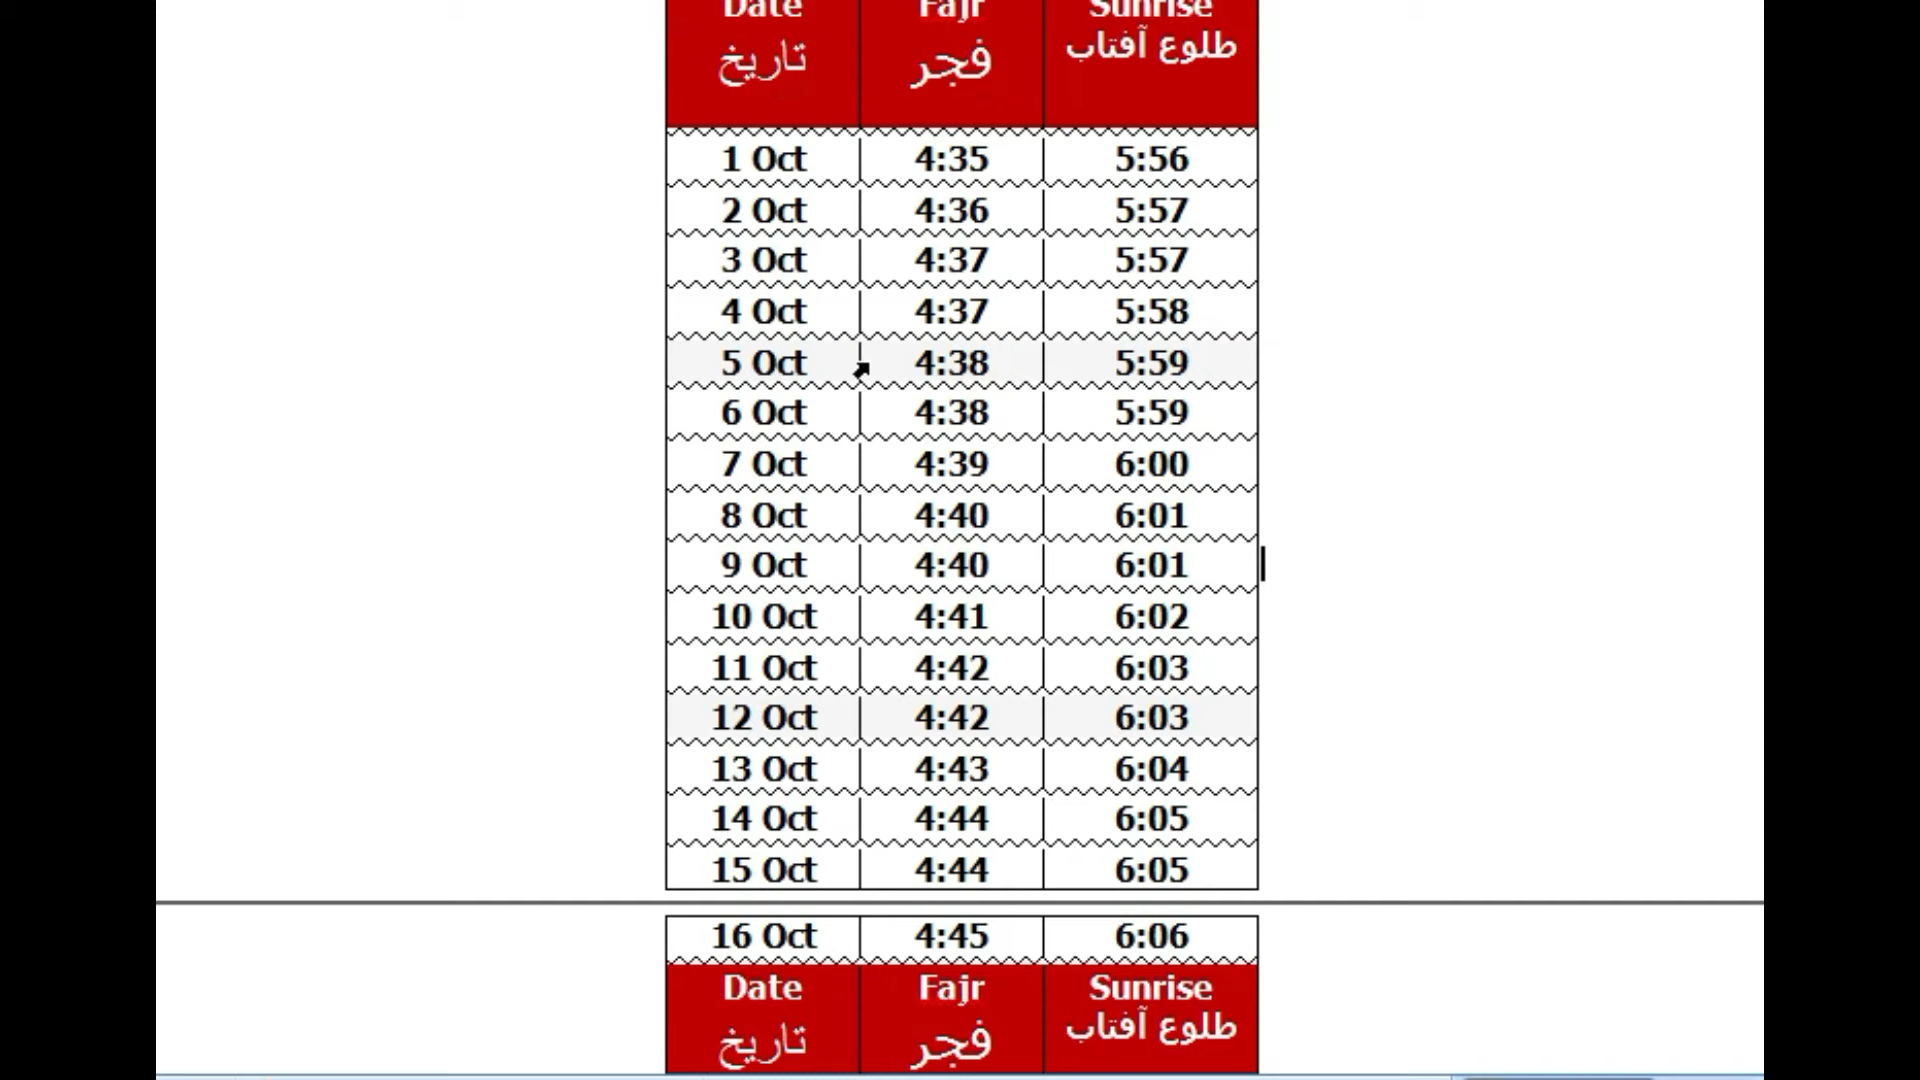 Date Fajr Sunrise
تاریخ فجر طلوع آفتاب
1 Oct 4:35 5:56
2 Oct 4:36 5:57
3 Oct 4:37 5:57
4 Oct 4:37 5:58
5 Oct 4:38 5:59
6 Oct 4:38 5:59
7 Oct 4:39 6:00
8 Oct 4:40 6:01
9 Oct 4:40 6:01
10 Oct 4:41 6:02
11 Oct 4:42 6:03
12 Oct 4:42 6:03
13 Oct 4:43 6:04
14 Oct 4:44 6:05
15 Oct 4:44 6:05
16 Oct 4:45 6:06
Date Fajr Sunrise
تاریخ فجر طلوع آفتاب